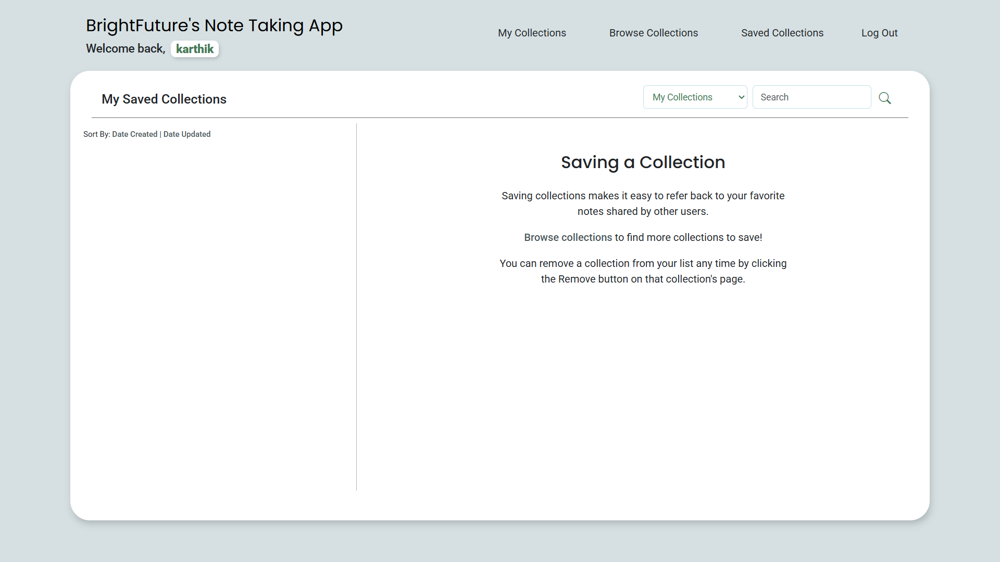 BrightFuture's Note Taking App
Welcome back, karthik
My Collections
Browse Collections
Saved Collections
Log Out
My Saved Collections
My Collections
Search
Sort By: Date Created | Date Updated
Saving a Collection
Saving collections makes it easy to refer back to your favorite
notes shared by other users.
Browse collections to find more collections to save!
You can remove a collection from your list any time by clicking
the Remove button on that collection's page.